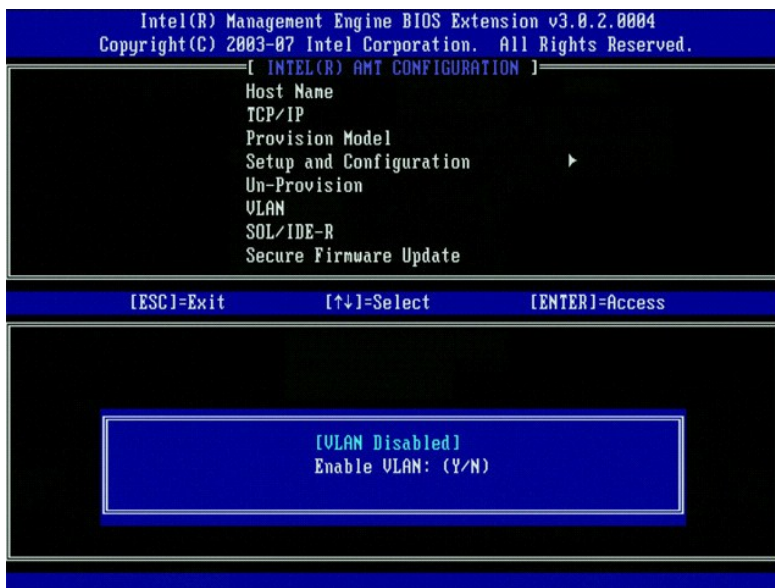 Intel(R) Management Engine BIOS Extension v3.0.2.0004
Copyright(C) 2003-07 Intel Corporation. All Rights Reserved.
[ INTEL(R) AMT CONFIGURATION ]
Host Name
TCP/IP
Provision Model
Setup and Configuration ►
Un-Provision
VLAN
SOL/IDE-R
Secure Firmware Update
[ESC]=Exit [↑↓]=Select [ENTER]=Access
[VLAN Disabled]
Enable VLAN: (Y/N)